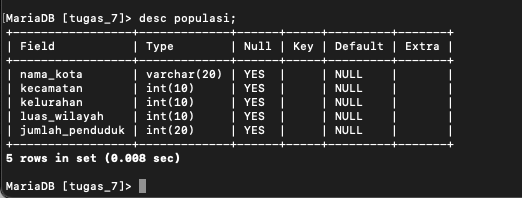 MariaDB [tugas_7]> desc populasi;
+-----------------+-------------+------+-----+---------+-------+
| Field           | Type        | Null | Key | Default | Extra |
+-----------------+-------------+------+-----+---------+-------+
| nama_kota       | varchar(20) | YES  |     | NULL    |       |
| kecamatan       | int(10)     | YES  |     | NULL    |       |
| kelurahan       | int(10)     | YES  |     | NULL    |       |
| luas_wilayah    | int(10)     | YES  |     | NULL    |       |
| jumlah_penduduk | int(20)     | YES  |     | NULL    |       |
+-----------------+-------------+------+-----+---------+-------+
5 rows in set (0.008 sec)
MariaDB [tugas_7]>